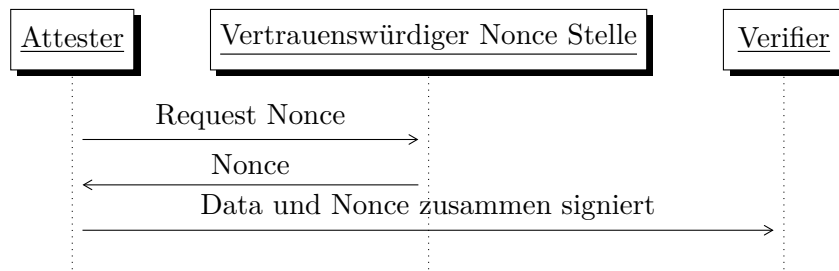 Attester
Vertrauenswürdiger Nonce Stelle
Verifier
Request Nonce
Nonce
Data und Nonce zusammen signiert